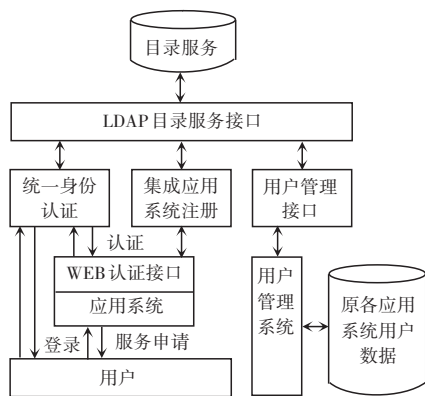 目录服务
LDAP目录服务接口
统一身份
认证
集成应用
系统注册
用户管理
接口
认证
WEB认证接口
应用系统
用户
管理
系统
原各应用
系统用户
数据
登录
服务申请
用户